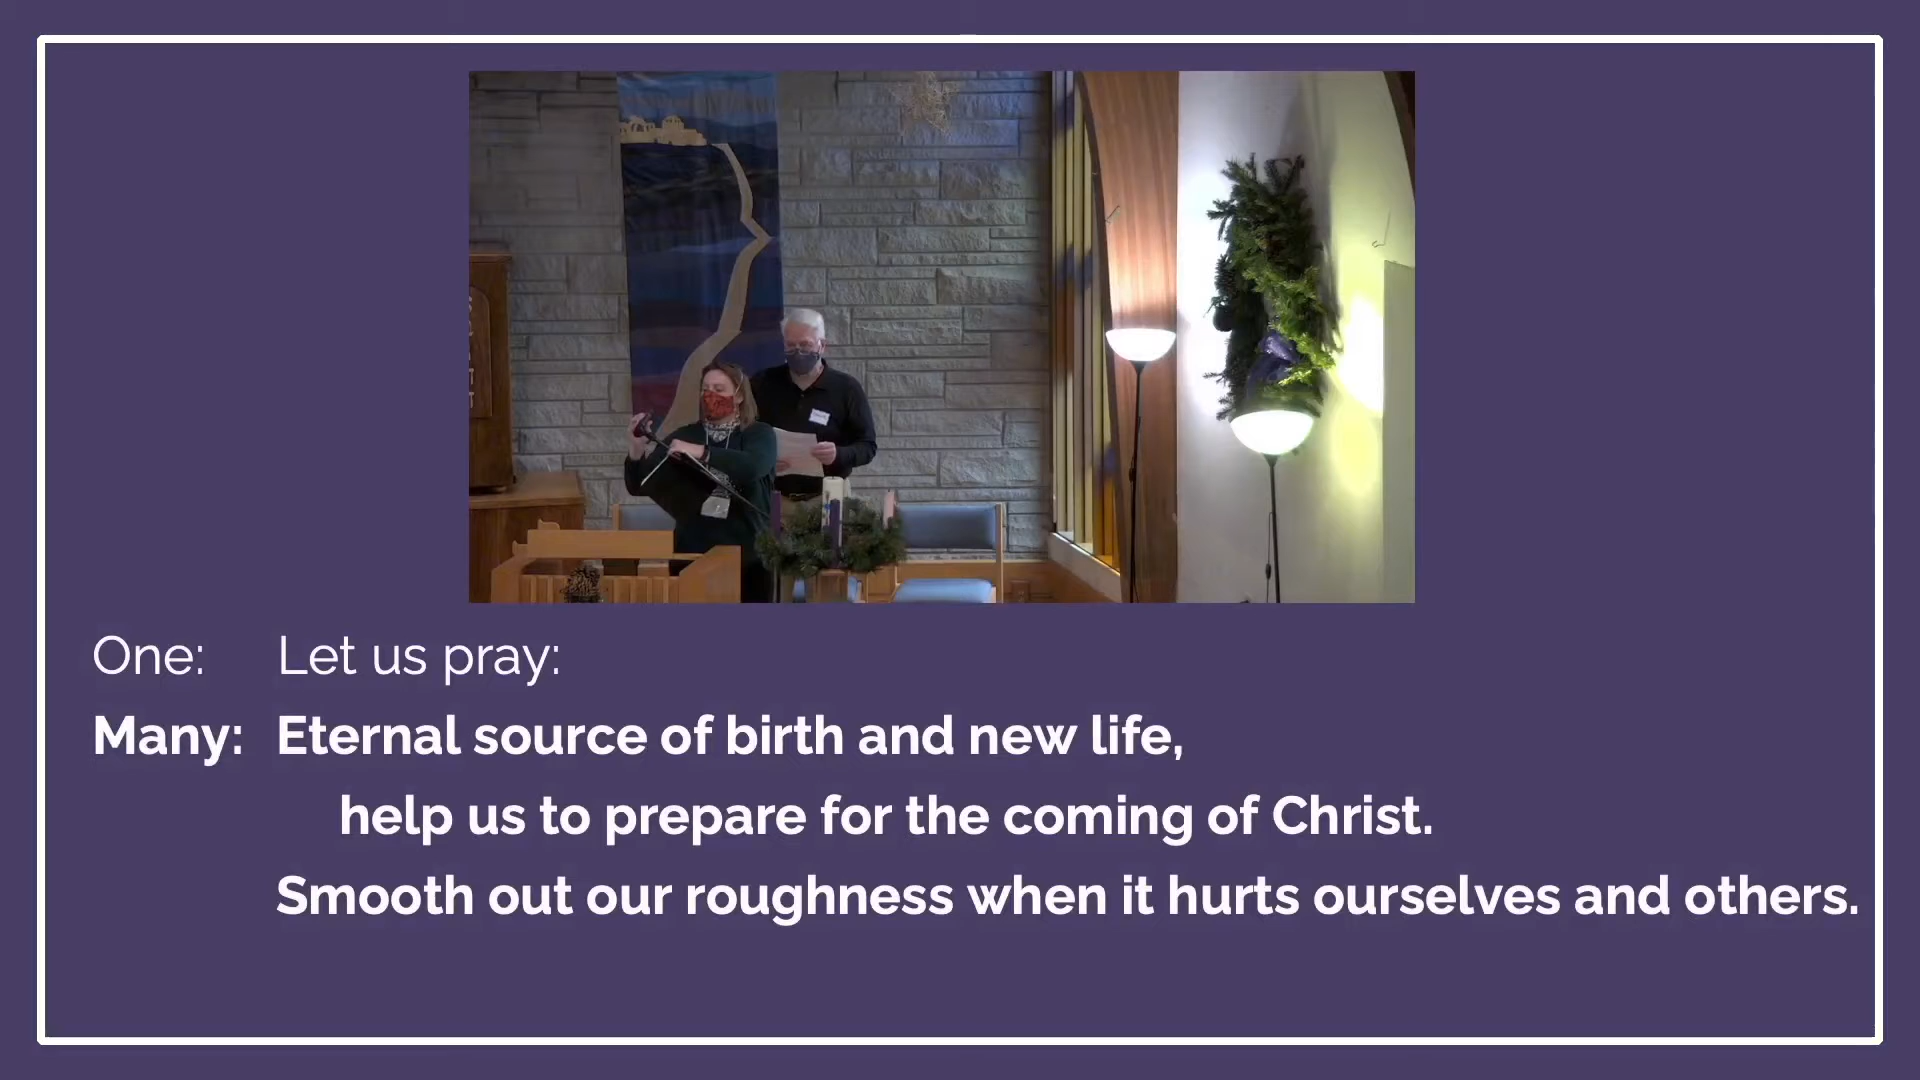 One: Let us pray:
Many: Eternal source of birth and new life,
help us to prepare for the coming of Christ.
Smooth out our roughness when it hurts ourselves and others.